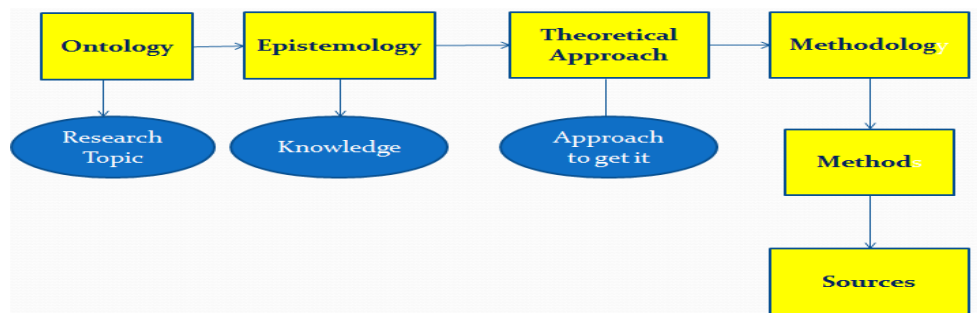 Ontology
Epistemology
Theoretical
Approach
Methodology
Research
Topic
Knowledge
Approach
to get it
Methods
Sources